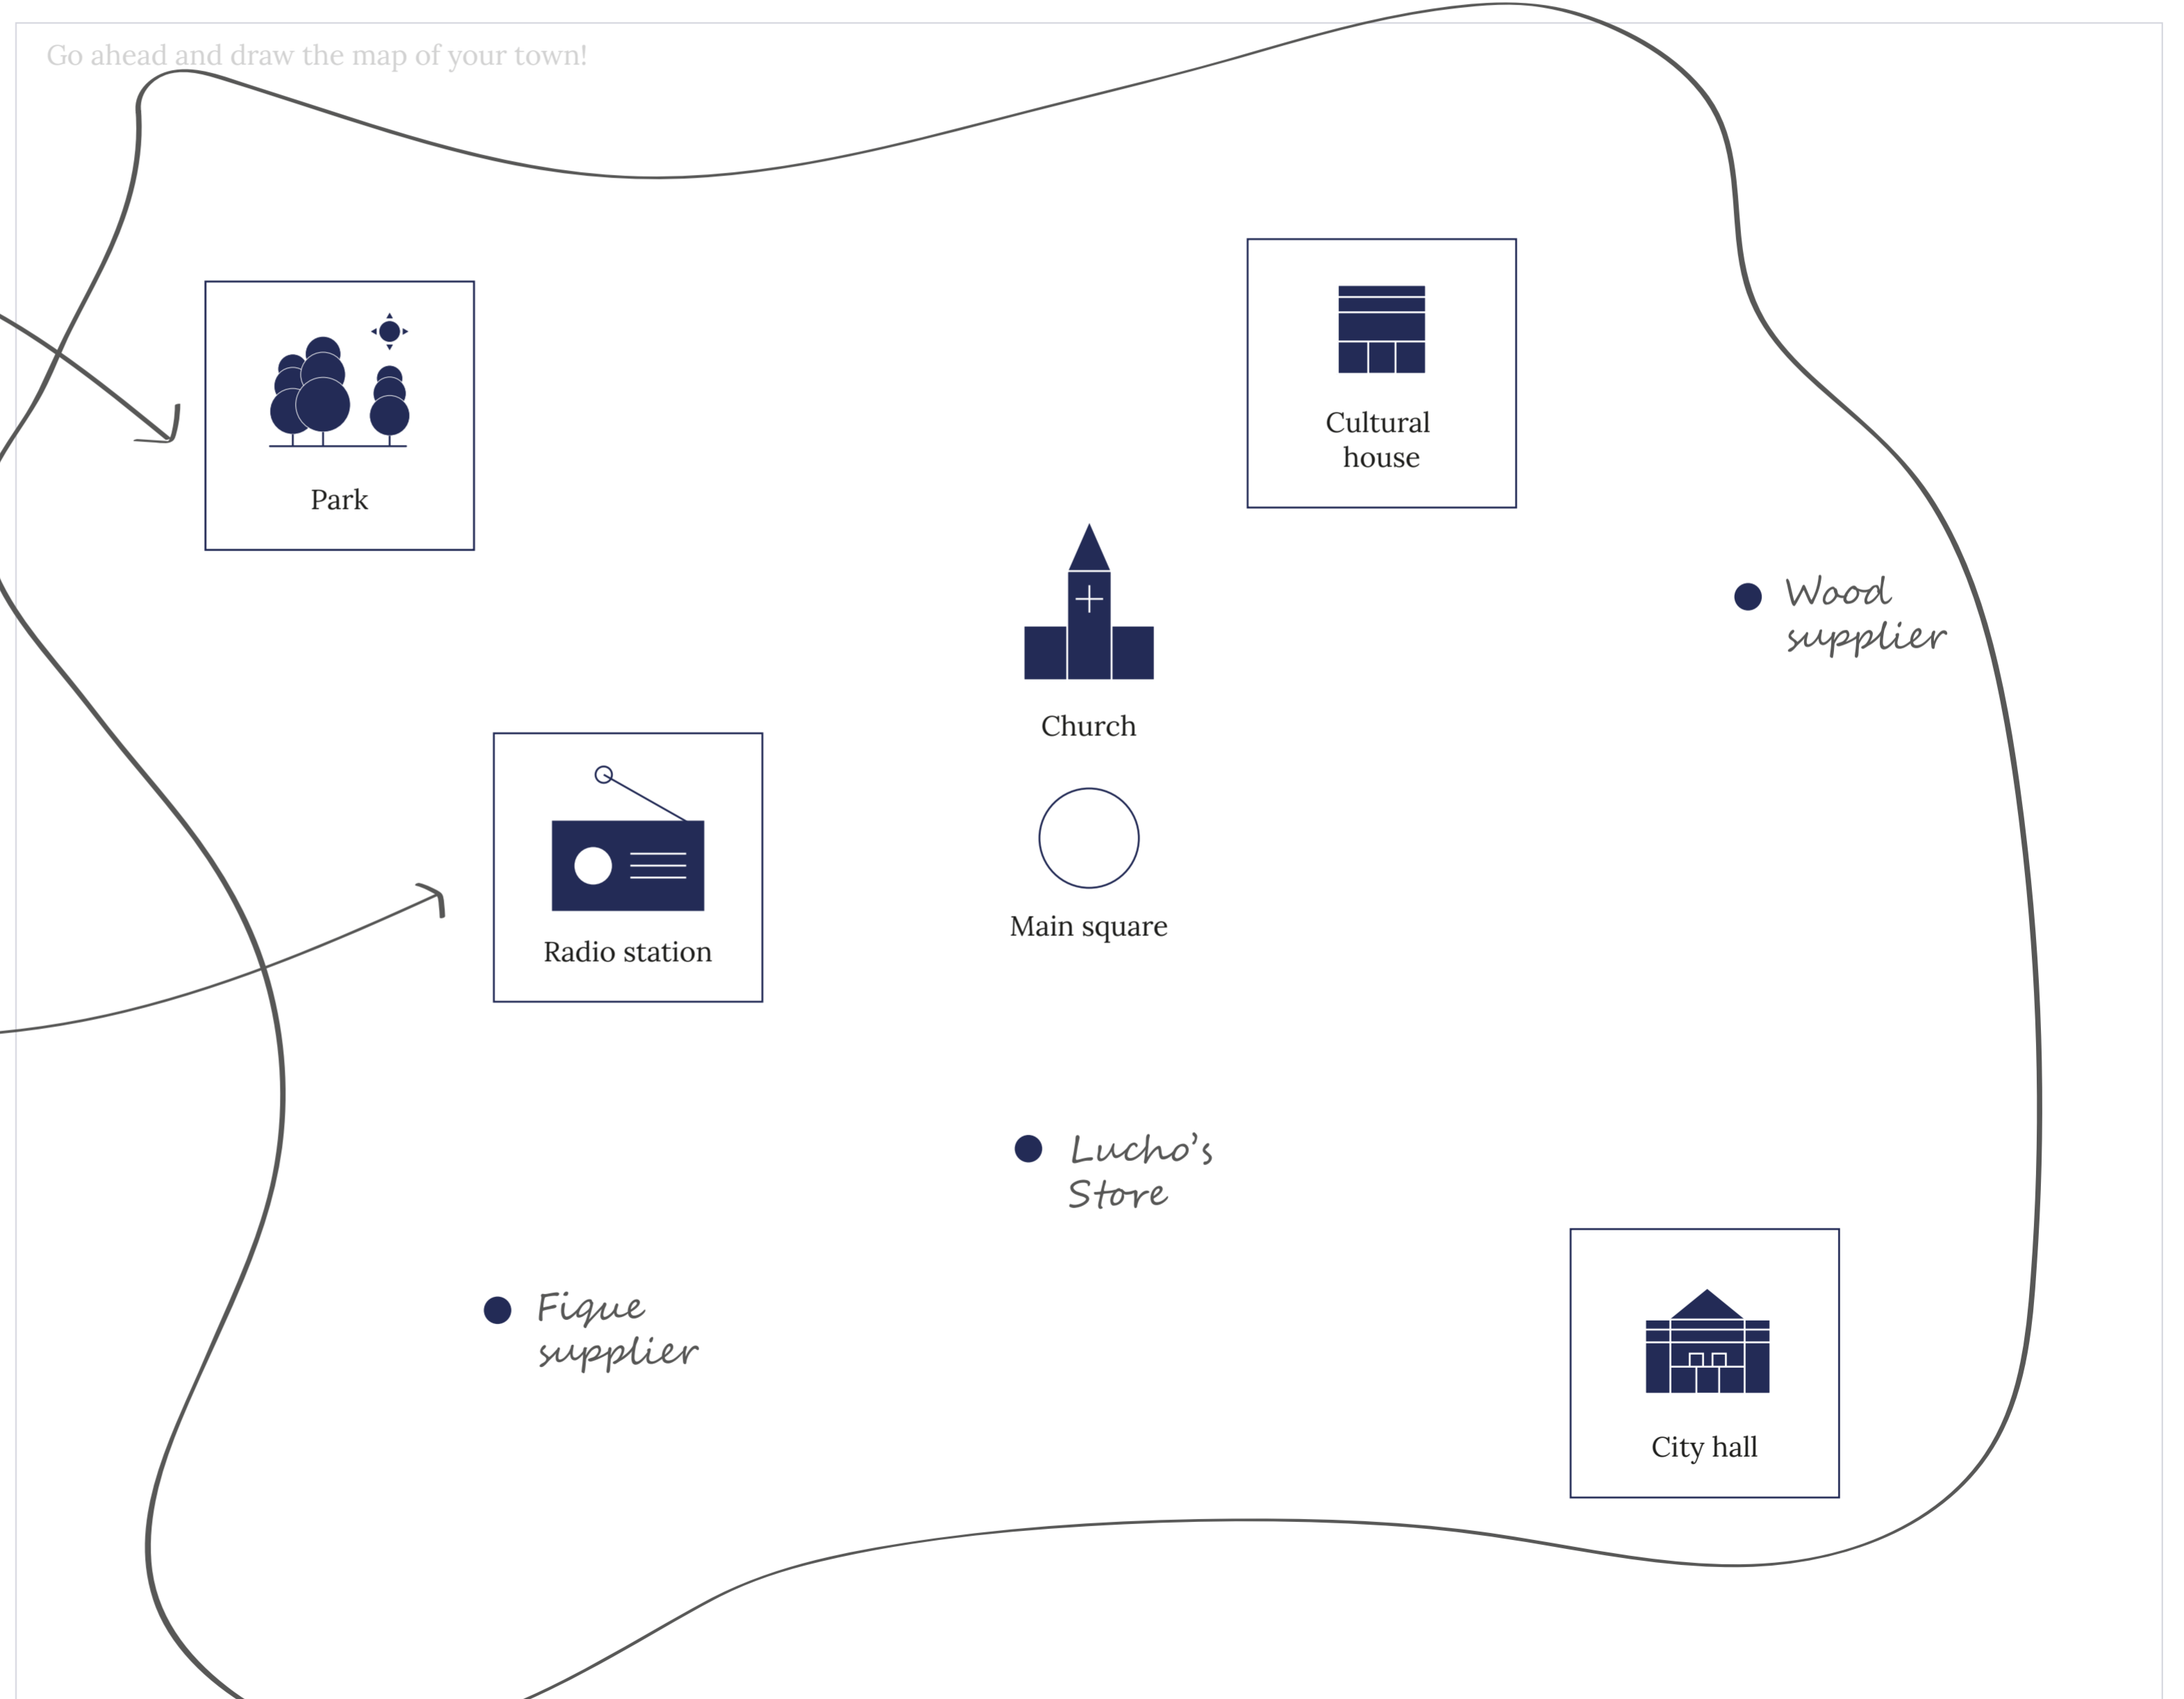 Go ahead and draw the map of your town!
Park
Cultural
house
Church
Wood
supplier
Radio station
Main square
Lucho's
Store
Fique
supplier
City hall